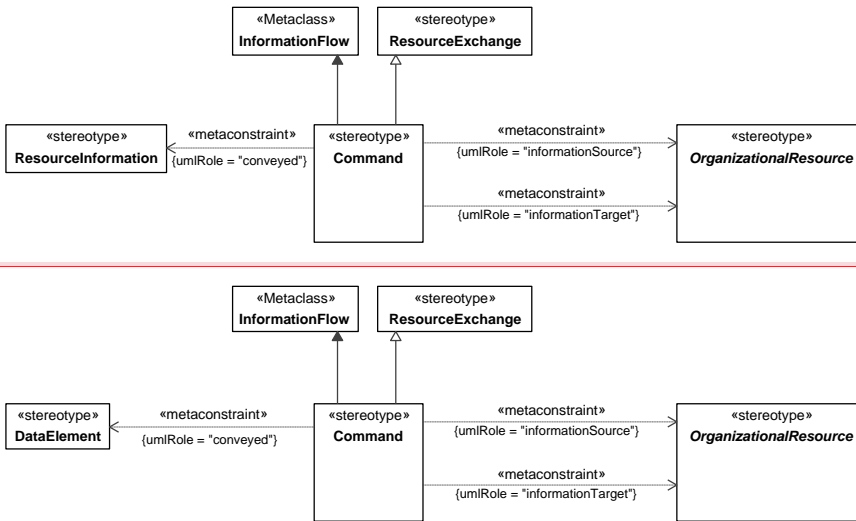 «Metaclass»
InformationFlow
«stereotype»
ResourceExchange
«stereotype»
ResourceInformation
«metaconstraint»
{umlRole = "conveyed"}
«stereotype»
Command
«metaconstraint»
{umlRole = "informationSource"}
«metaconstraint»
{umlRole = "informationTarget"}
«stereotype»
OrganizationalResource
«Metaclass»
InformationFlow
«stereotype»
ResourceExchange
«stereotype»
DataElement
«metaconstraint»
{umlRole = "conveyed"}
«stereotype»
Command
«metaconstraint»
{umlRole = "informationSource"}
«metaconstraint»
{umlRole = "informationTarget"}
«stereotype»
OrganizationalResource